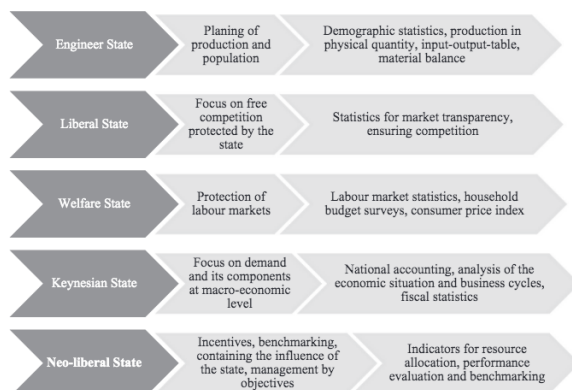 Engineer State
Planing of
production and
population
Demographic statistics, production in
physical quantity, input-output-table,
material balance
Liberal State
Focus on free
competition
protected by the
state
Statistics for market transparency,
ensuring competition
Welfare State
Protection of
labour markets
Labour market statistics, household
budget surveys, consumer price index
Keynesian State
Focus on demand
and its components
at macro-economic
level
National accounting, analysis of the
economic situation and business cycles,
fiscal statistics
Neo-liberal State
Incentives, benchmarking,
containing the influence of
the state, management by
objectives
Indicators for resource
allocation, performance
evaluation and benchmarking